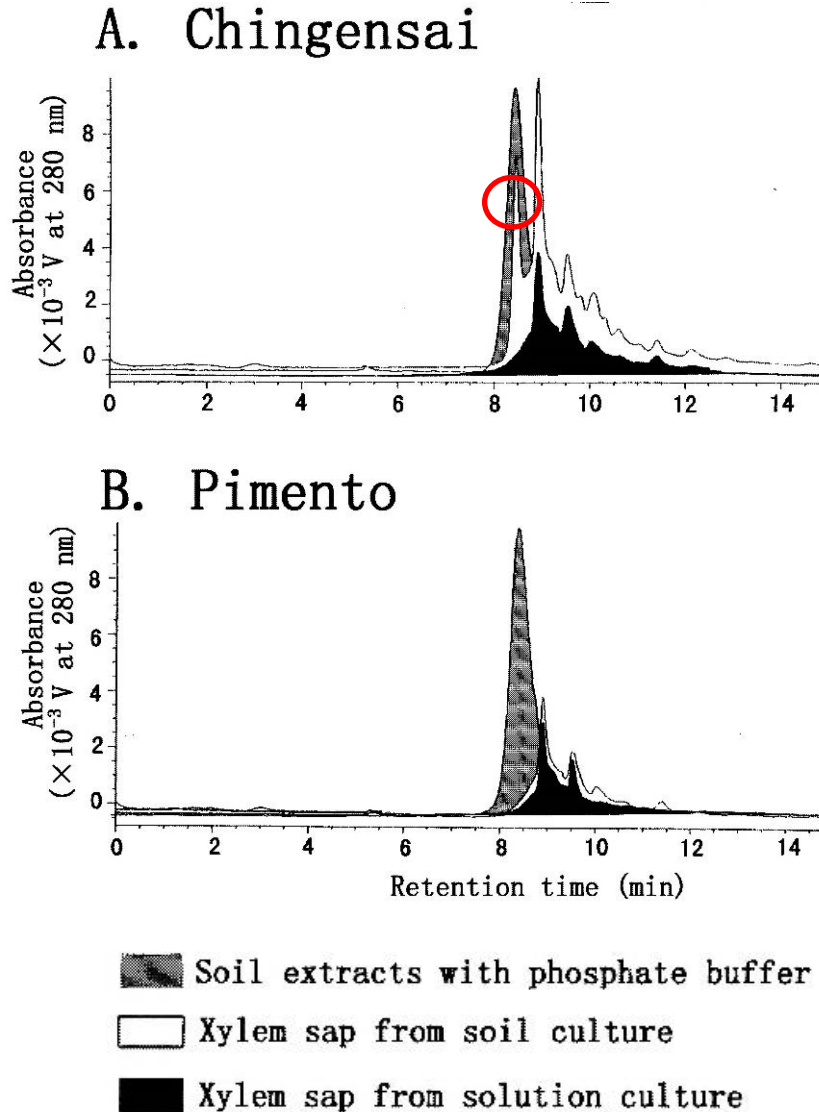 A. Chingensai
Absorbance
(×10⁻³ V at 280 nm)
8
6
4
2
0
0 2 4 6 8 10 12 14
B. Pimento
Absorbance
(×10⁻³ V at 280 nm)
8
6
4
2
0
0 2 4 6 8 10 12 14
Retention time (min)
Soil extracts with phosphate buffer
Xylem sap from soil culture
Xylem sap from solution culture